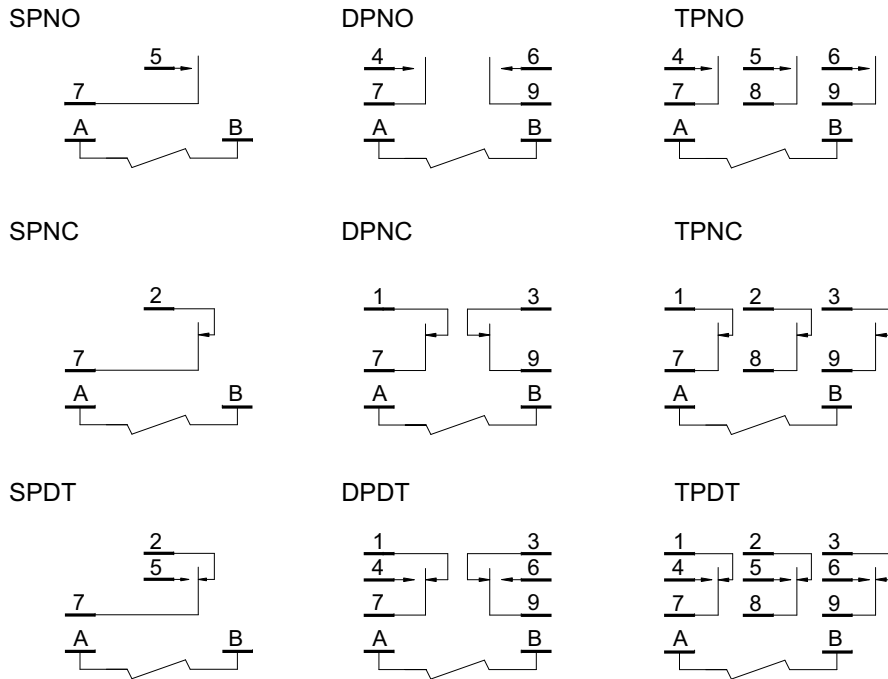 SPNO DPNO TPNO
5 4 6 4 5 6
7 7 9 7 8 9
A B A B A B
SPNC DPNC TPNC
2 1 3 1 2 3
7 7 9 7 8 9
A B A B A B
SPDT DPDT TPDT
2 1 3 1 2 3
5 4 6 4 5 6
7 7 9 7 8 9
A B A B A B